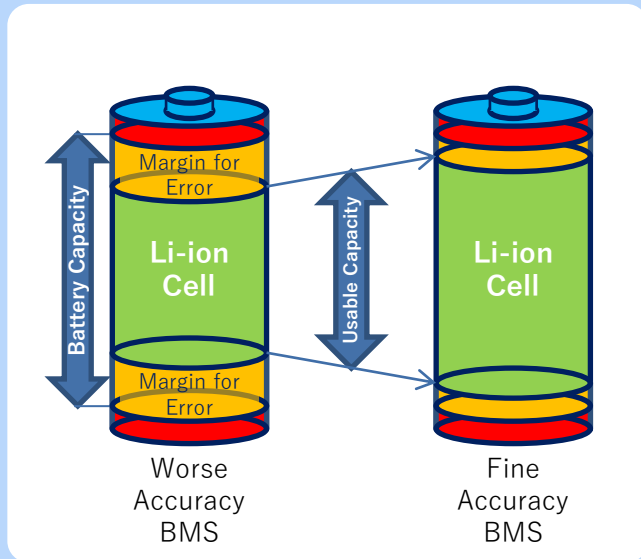 Battery Capacity
Margin for
Error
Li-ion
Cell
Margin for
Error
Usable Capacity
Li-ion
Cell
Worse
Accuracy
BMS
Fine
Accuracy
BMS